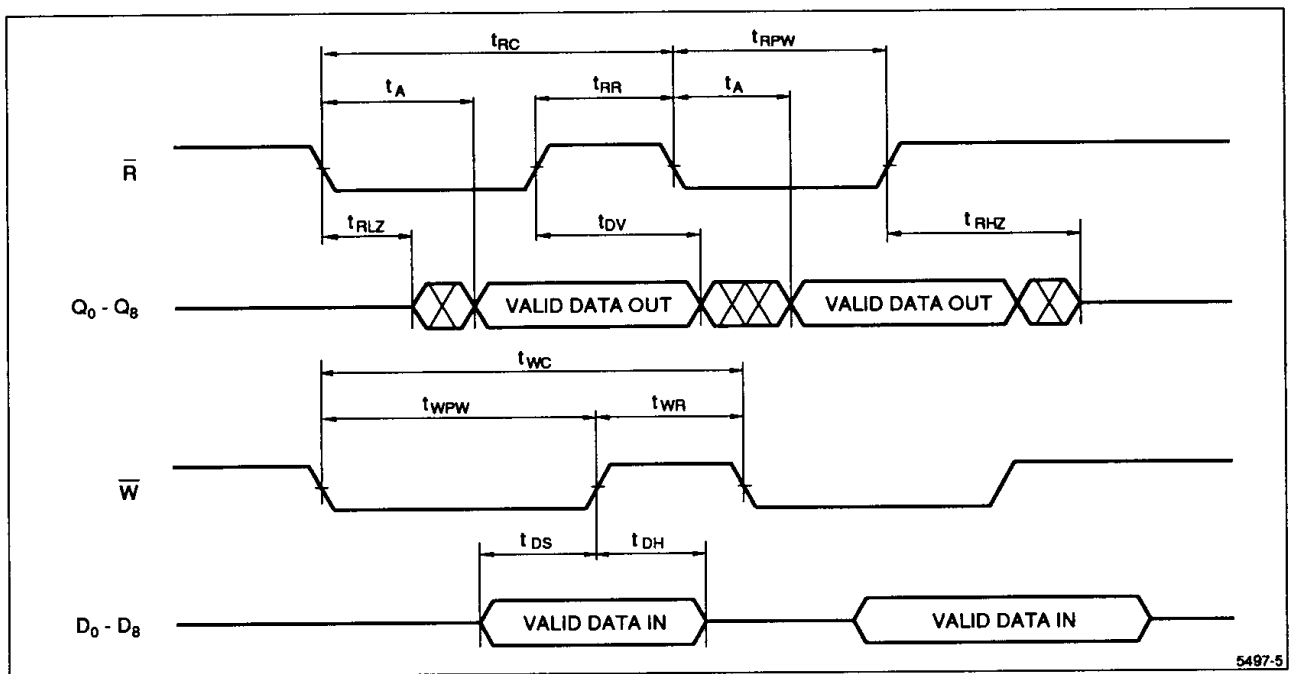 tRC tRPW
tA tRR tA
R̅
tRLZ tDV tRHZ
Q0 - Q8 VALID DATA OUT VALID DATA OUT
tWC
tWPW tWR
W̅
tDS tDH
D0 - D8 VALID DATA IN VALID DATA IN
5497-5